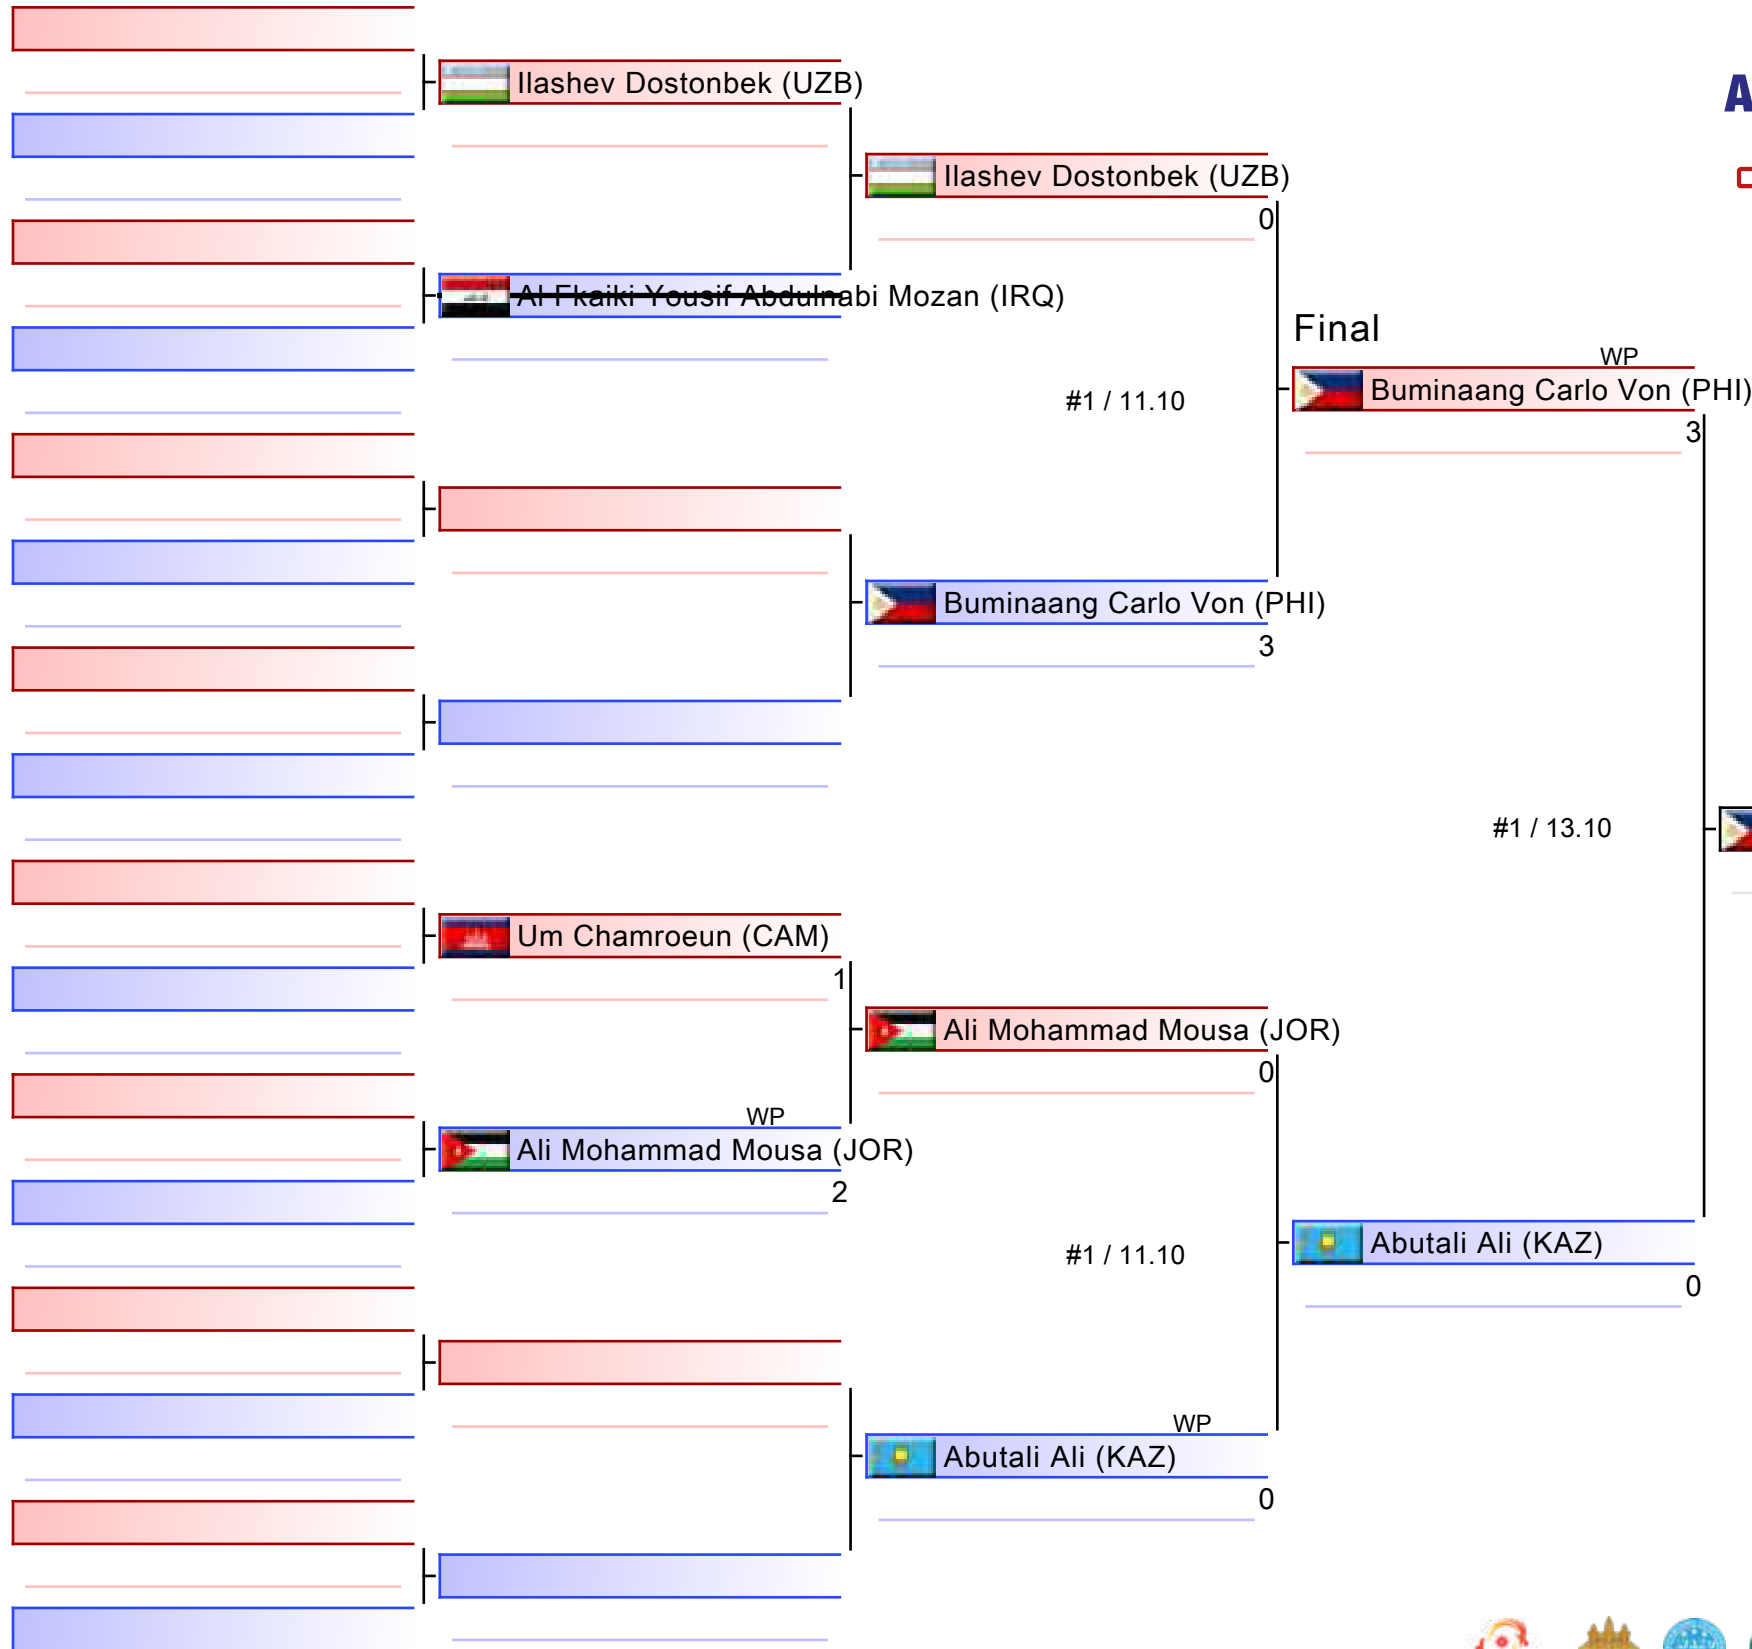 Ilashev Dostonbek (UZB)
Ilashev Dostonbek (UZB)
0
Al Fkaiki Yousif Abdulnabi Mozan (IRQ)
Final
WP
Buminaang Carlo Von (PHI)
#1 / 11.10
3
Buminaang Carlo Von (PHI)
3
#1 / 13.10
Um Chamroeun (CAM)
1
Ali Mohammad Mousa (JOR)
0
WP
Ali Mohammad Mousa (JOR)
2
#1 / 11.10
Abutali Ali (KAZ)
0
WP
Abutali Ali (KAZ)
0
A